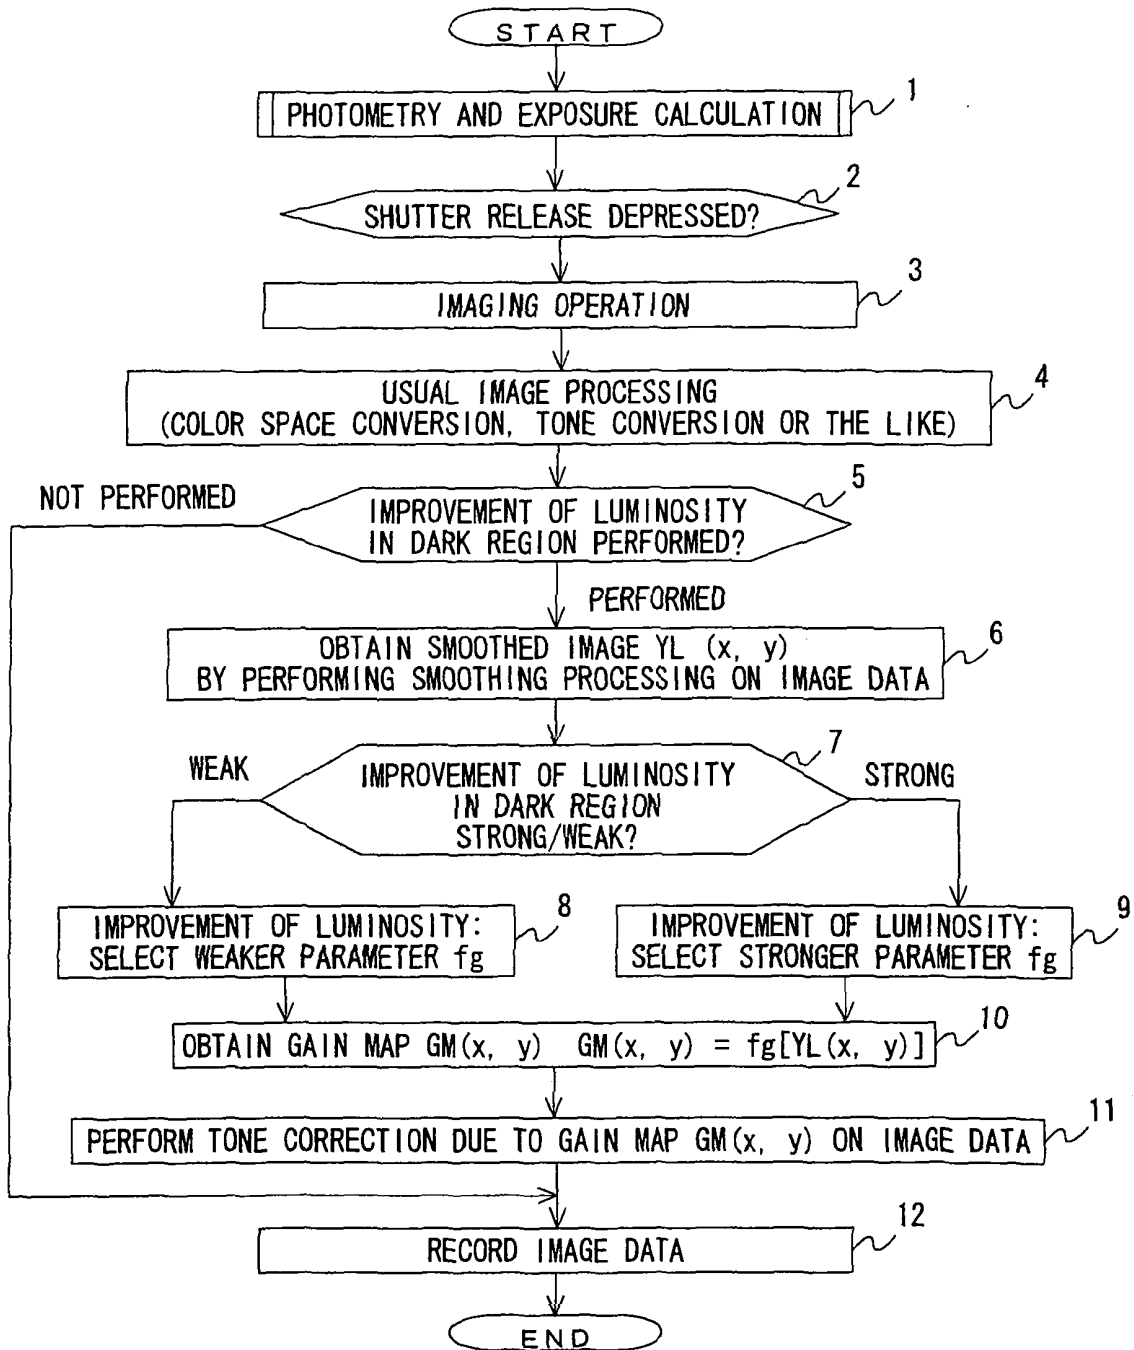 START
PHOTOMETRY AND EXPOSURE CALCULATION
1
SHUTTER RELEASE DEPRESSED?
2
IMAGING OPERATION
3
USUAL IMAGE PROCESSING
(COLOR SPACE CONVERSION, TONE CONVERSION OR THE LIKE)
4
NOT PERFORMED
IMPROVEMENT OF LUMINOSITY
IN DARK REGION PERFORMED?
5
PERFORMED
OBTAIN SMOOTHED IMAGE YL (x, y)
BY PERFORMING SMOOTHING PROCESSING ON IMAGE DATA
6
WEAK
IMPROVEMENT OF LUMINOSITY
IN DARK REGION
STRONG/WEAK?
7
STRONG
IMPROVEMENT OF LUMINOSITY:
SELECT WEAKER PARAMETER fg
8
IMPROVEMENT OF LUMINOSITY:
SELECT STRONGER PARAMETER fg
9
OBTAIN GAIN MAP GM(x, y) GM(x, y) = fg[YL(x, y)]
10
PERFORM TONE CORRECTION DUE TO GAIN MAP GM(x, y) ON IMAGE DATA
11
RECORD IMAGE DATA
12
END